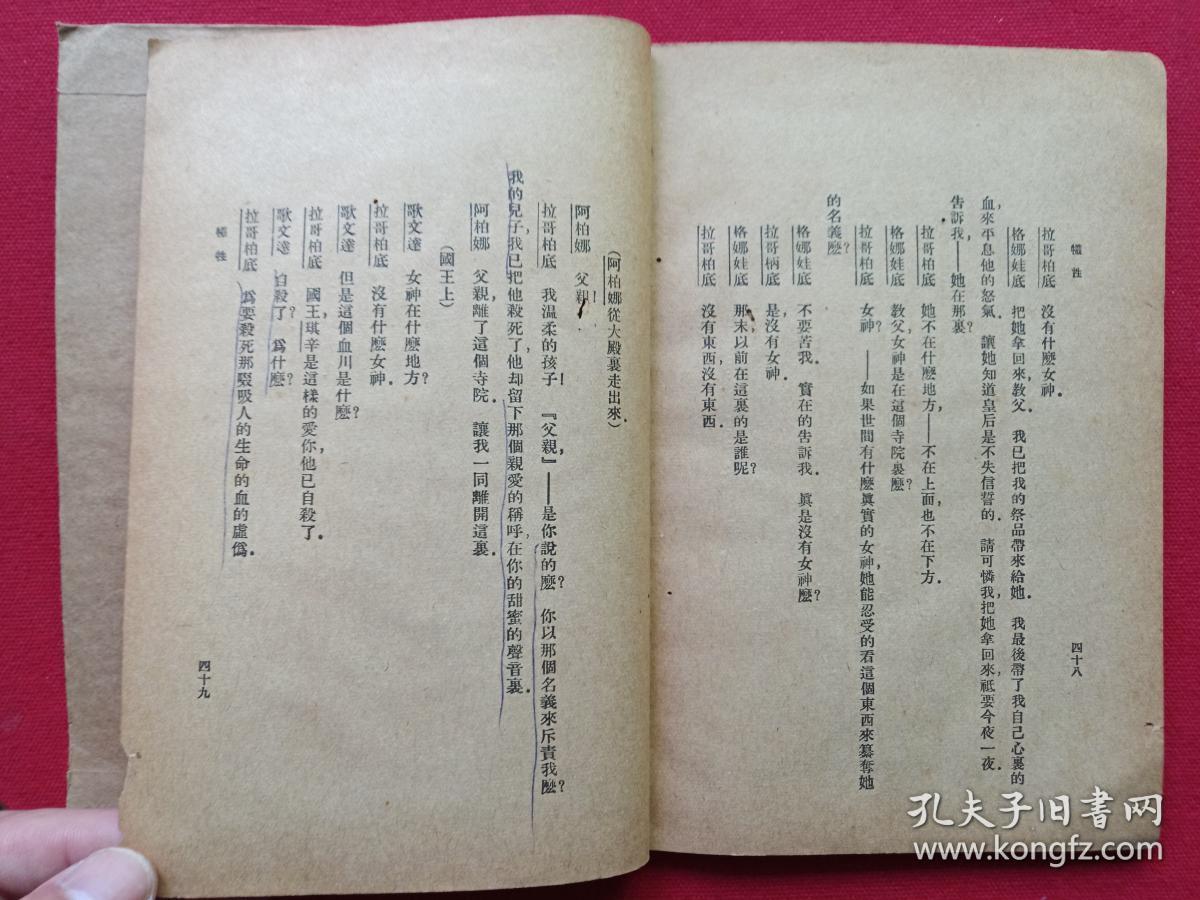 犧牲
四十八
拉哥柏底　沒有什麼女神．
格娜娃底　把她拿回來，教父．　我已把我的祭品帶來給她．　我最後帶了我自己心裏的
血來平息他的怒氣．　讓她知道皇后是不失信誓的．　請可憐我，把她拿回來，祗要今夜一夜．
告訴我——她在那裏？
拉哥柏底　她不在什麼地方——不在上面，也不在下方．
格娜娃底　教父，女神是在這個寺院裏麼？
拉哥柏底　女神？——如果世間有什麼眞實的女神，她能忍受的看這個東西來簒奪她
的名義麼？
格娜娃底　不要苦我．　實在的告訴我．　眞是沒有女神麼？
拉哥柄底　是，沒有女神．
格娜娃底　那末以前在這裏的是誰呢？
拉哥柏底　沒有東西，沒有東西．
（阿柏娜從大殿裏走出來．）
阿柏娜　父親！
拉哥柏底　我温柔的孩子！『父親，』——是你說的麼？　你以那個名義來斥責我麼？
我的兒子，我已把他殺死了，他却留下那個親愛的稱呼，在你的甜蜜的聲音裏．
阿柏娜　父親，離了這個寺院．　讓我一同離開這裏．
（國王上）
歌文達　女神在什麼地方？
拉哥柏底　沒有什麼女神．
歌文達　但是這個血川是什麼？
拉哥柏底　國王，琪辛是這樣的愛你，他已自殺了．
歌文達　自殺了？　爲什麼？
拉哥柏底　爲要殺死那啜吸人的生命的血的虛僞．
犧牲
四十九
孔夫子旧書网
www.kongfz.com